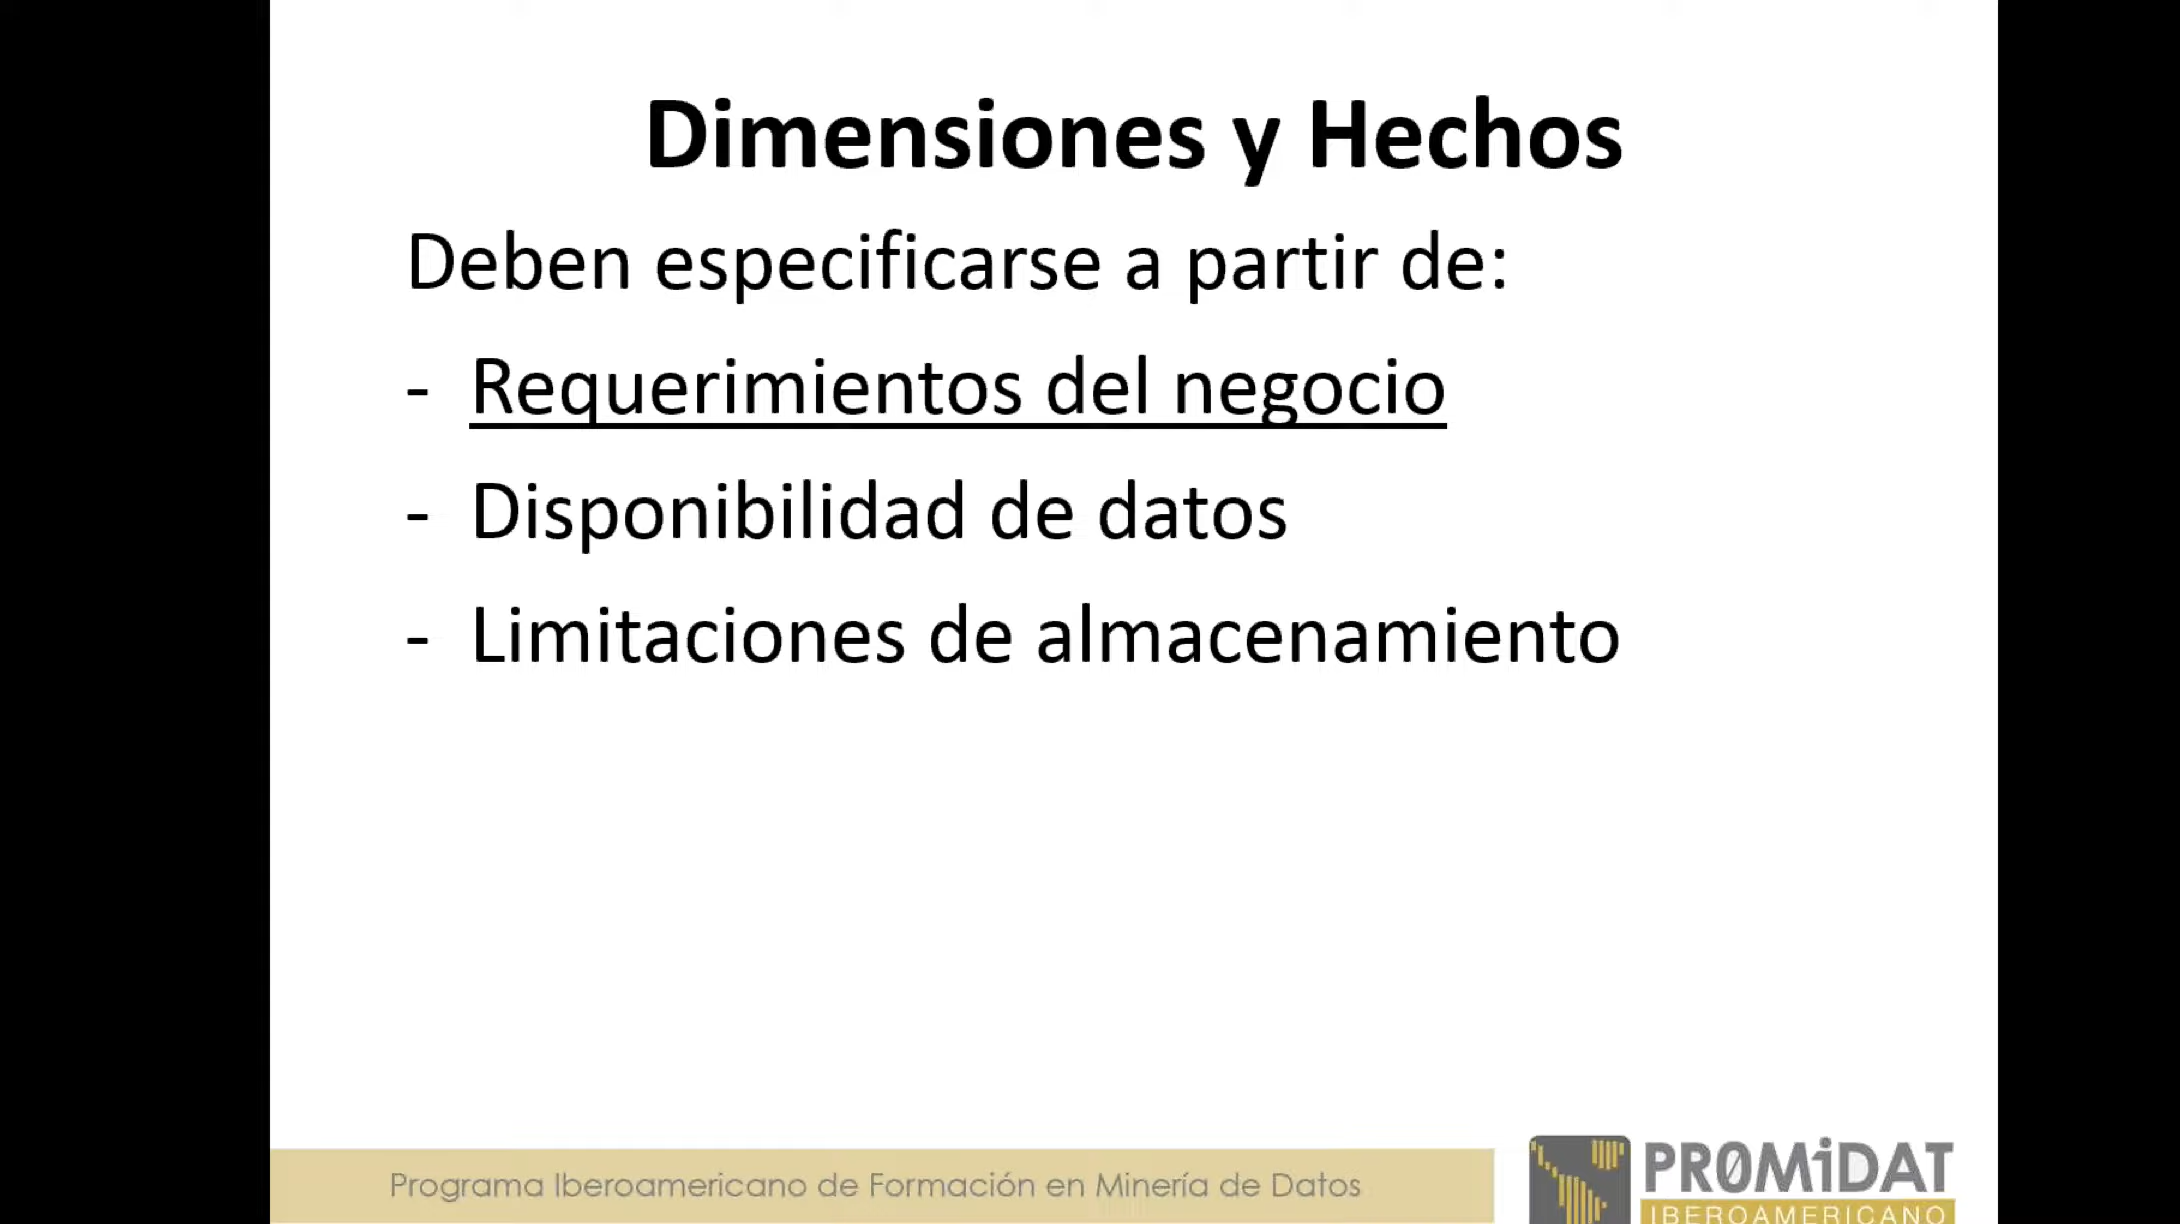 Dimensiones y Hechos
Deben especificarse a partir de:
- Requerimientos del negocio
- Disponibilidad de datos
- Limitaciones de almacenamiento
Programa Iberoamericano de Formación en Minería de Datos
PR0MiDAT
IBEROAMERICANO